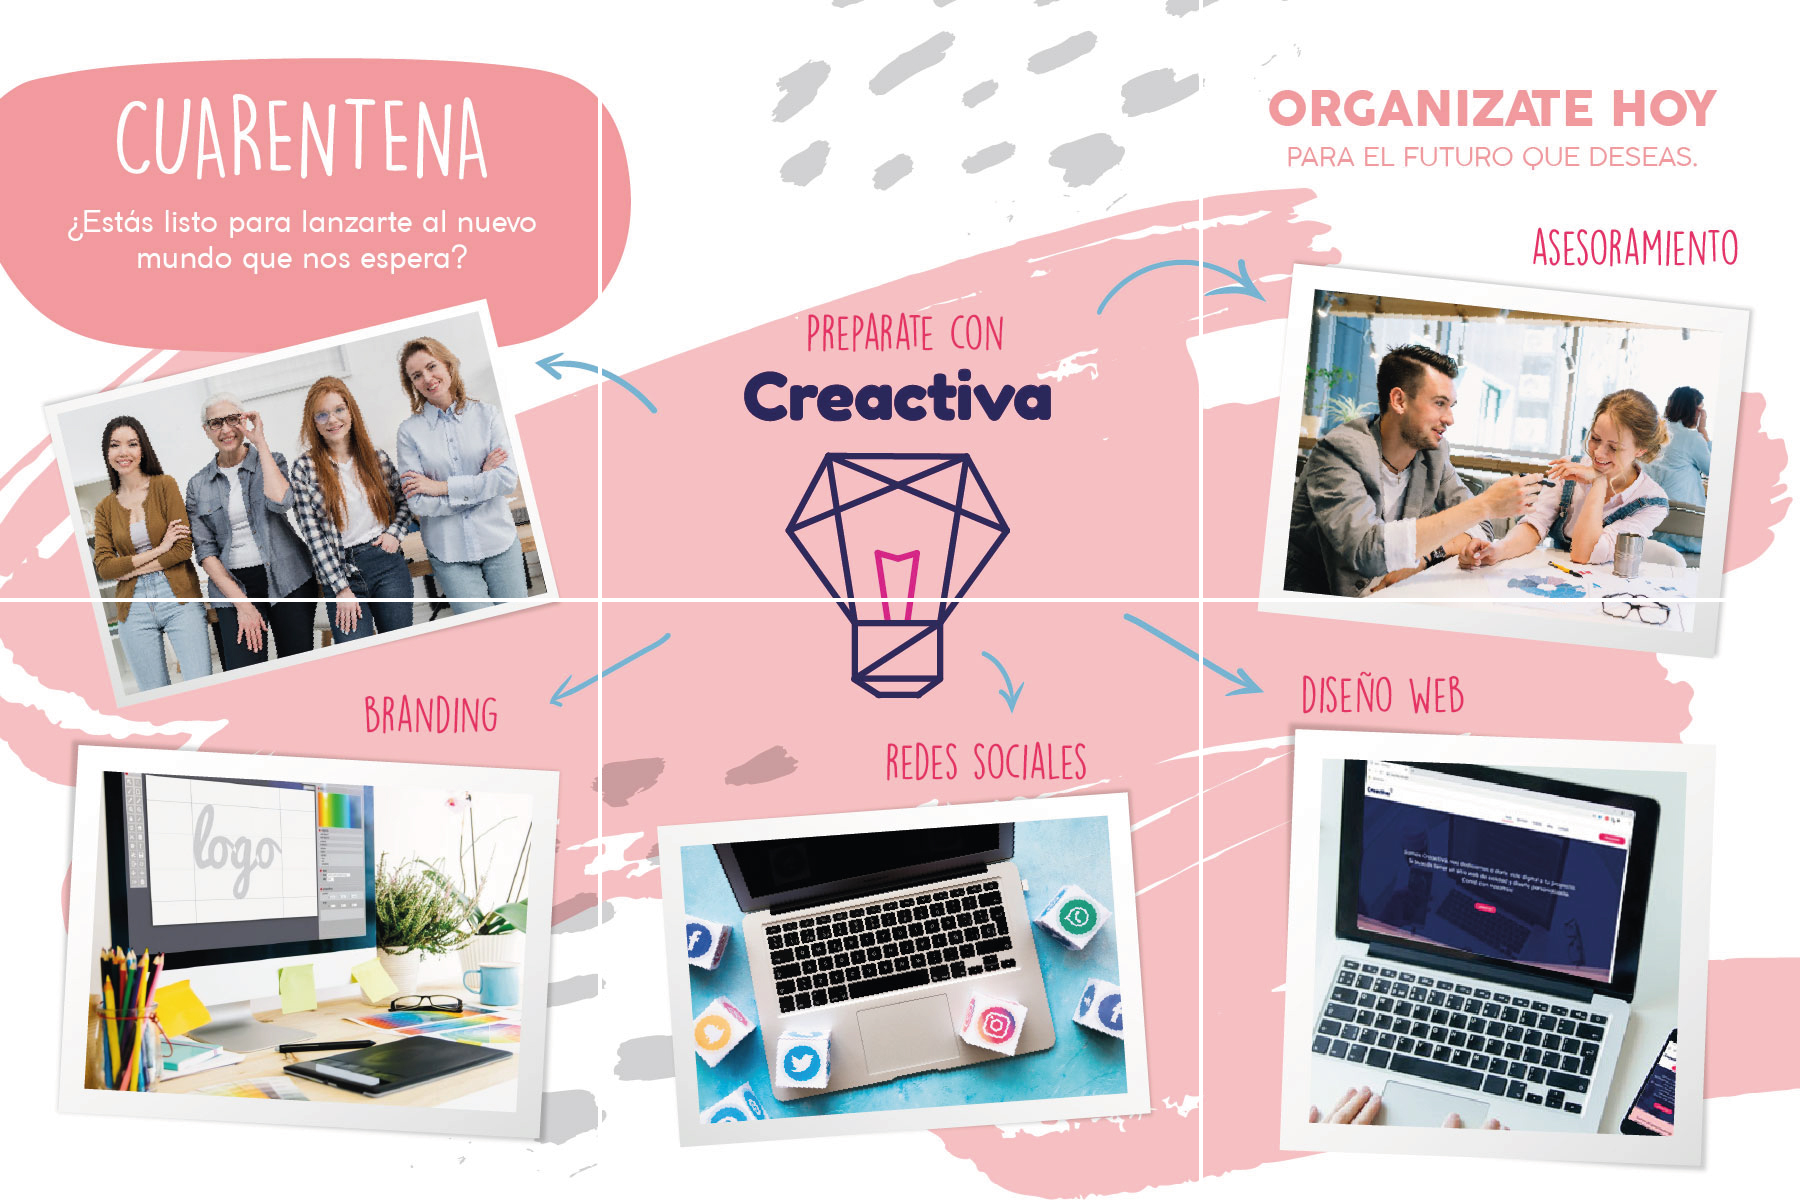 CUARENTENA
¿Estás listo para lanzarte al nuevo
mundo que nos espera?
ORGANIZATE HOY
PARA EL FUTURO QUE DESEAS.
ASESORAMIENTO
PREPARATE CON
Creactiva
BRANDING
REDES SOCIALES
DISEÑO WEB
logo
Creactiva